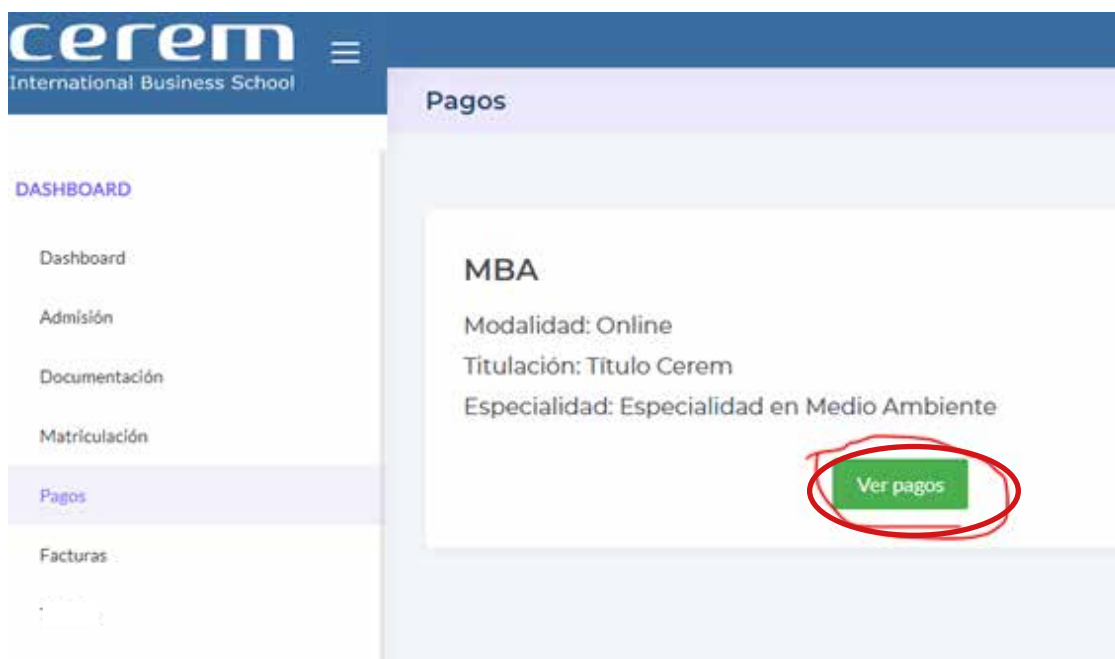 cerem
International Business School
Pagos
DASHBOARD
Dashboard
Admisión
Documentación
Matriculación
Pagos
Facturas
MBA
Modalidad: Online
Titulación: Título Cerem
Especialidad: Especialidad en Medio Ambiente
Ver pagos